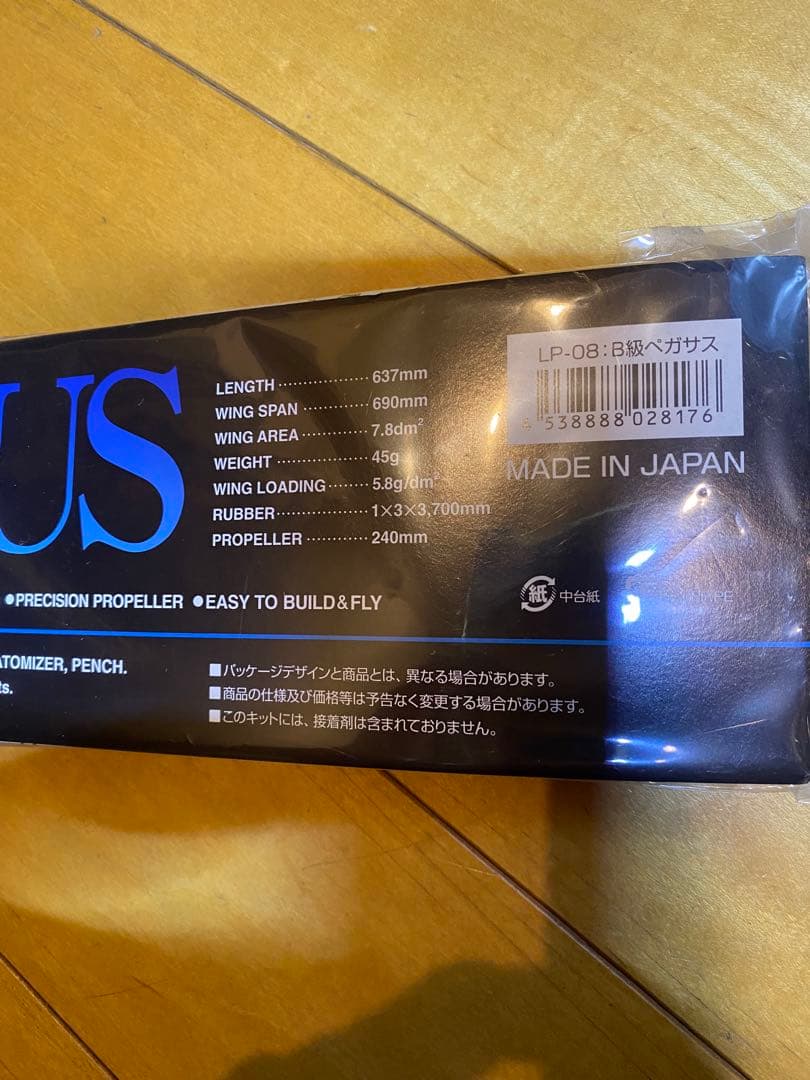 US
LENGTH ·················· 637mm
WING SPAN ············· 690mm
WING AREA ·············· 7.8dm²
WEIGHT ·················· 45g
WING LOADING ········ 5.8g/dm²
RUBBER ·················· 1×3×3,700mm
PROPELLER ············ 240mm
LP-08:B級ペガサス
538888 028176
MADE IN JAPAN
●PRECISION PROPELLER ●EASY TO BUILD&FLY
紙 中台紙
ATOMIZER, PENCH.
ts.
■パッケージデザインと商品とは、異なる場合があります。
■商品の仕様及び価格等は予告なく変更する場合があります。
■このキットには、接着剤は含まれておりません。